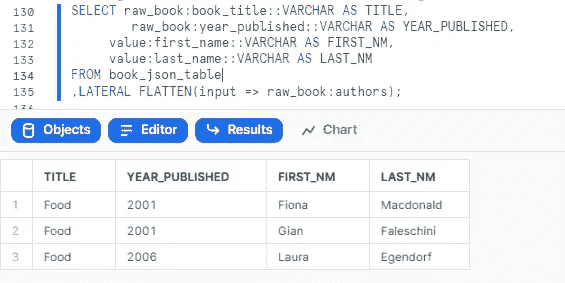 130 SELECT raw_book:book_title::VARCHAR AS TITLE,
131 raw_book:year_published::VARCHAR AS YEAR_PUBLISHED,
132 value:first_name::VARCHAR AS FIRST_NM,
133 value:last_name::VARCHAR AS LAST_NM
134 FROM book_json_table
135 ,LATERAL FLATTEN(input => raw_book:authors);
Objects Editor Results Chart
TITLE YEAR_PUBLISHED FIRST_NM LAST_NM
1 Food 2001 Fiona Macdonald
2 Food 2001 Gian Faleschini
3 Food 2006 Laura Egendorf